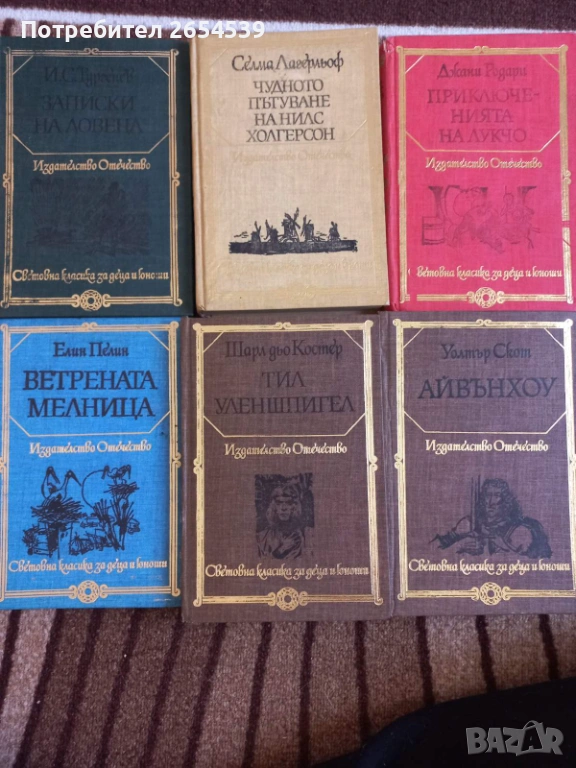 Потребител 2654539
И. С. Тургенев
ЗАПИСКИ
НА ЛОВЕЦА
Издателство Отечество
Световна класика за деца и юноши
Селма Лагерльоф
ЧУДНОТО
ПЪТУВАНЕ
НА НИЛС
ХОЛГЕРСОН
Издателство Отечество
Джани Родари
ПРИКЛЮЧЕ-
НИЯТА
НА ЛУКЧО
Издателство Отечество
Световна класика за деца и юноши
Елин Пелин
ВЕТРЕНАТА
МЕЛНИЦА
Издателство Отечество
Световна класика за деца и юноши
Шарл дьо Костер
ТИЛ
УЛЕНШПИГЕЛ
Издателство Отечество
Световна класика за деца и юноши
Уолтър Скот
АЙВЪНХОУ
Издателство Отечество
Световна класика за деца и юноши
BAZAR